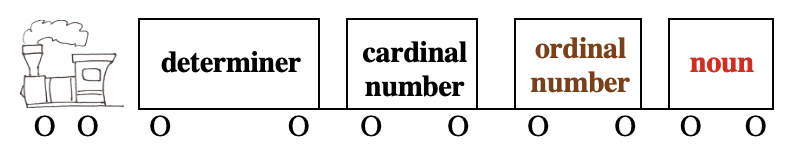 determiner
cardinal
number
ordinal
number
noun
O O O O O O O O O O